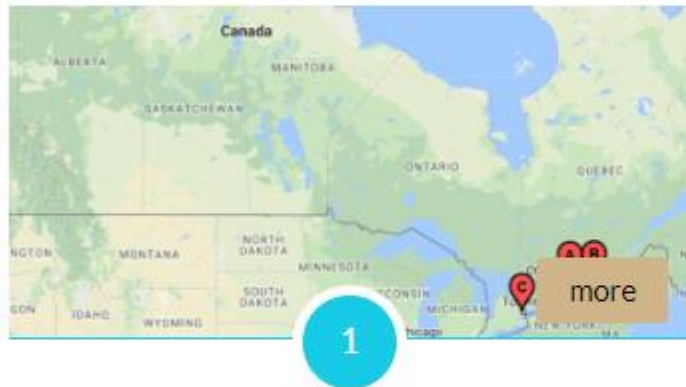 Canada
ALBERTA
MANITOBA
SASKATCHEWAN
ONTARIO
QUEBEC
NORTH
DAKOTA
MONTANA
MINNESOTA
A B
C
more
SOUTH
DAKOTA
IDAHO
WYOMING
MICHIGAN
NEW YORK
1